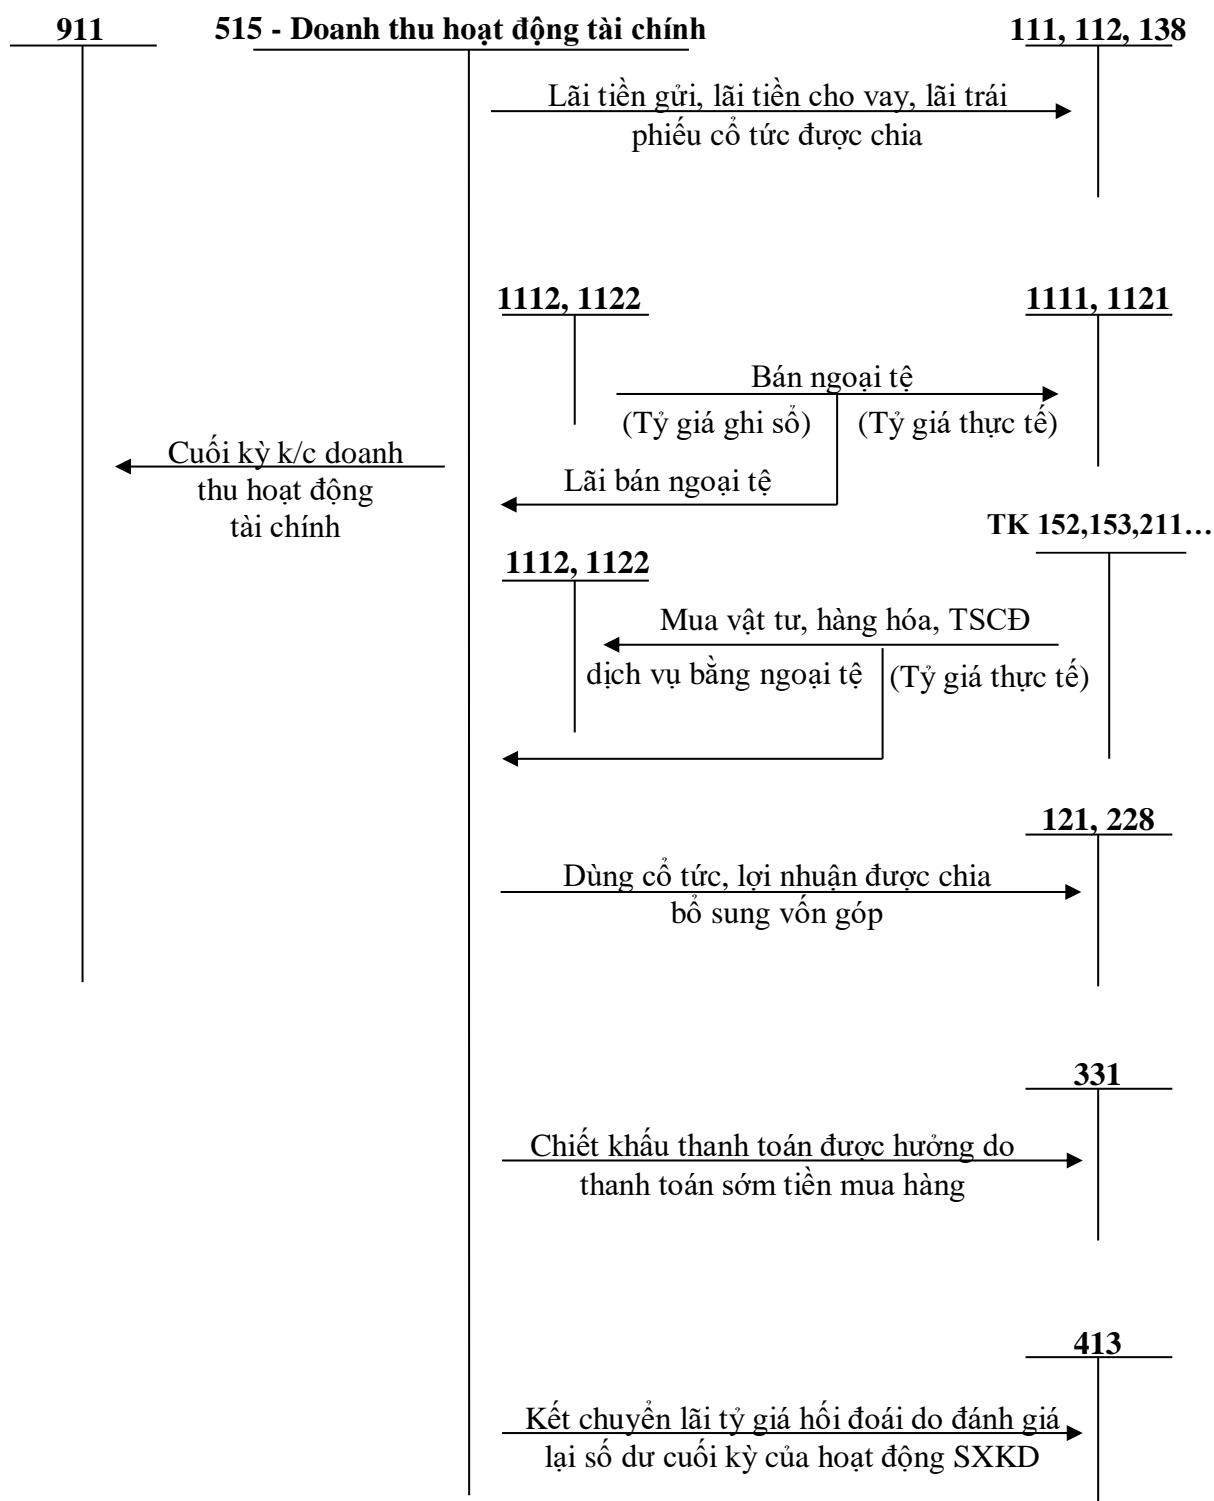 911
515 - Doanh thu hoạt động tài chính
111, 112, 138
Lãi tiền gửi, lãi tiền cho vay, lãi trái
phiếu cổ tức được chia
1112, 1122
1111, 1121
Bán ngoại tệ
(Tỷ giá ghi sổ)
(Tỷ giá thực tế)
Cuối kỳ k/c doanh
thu hoạt động
tài chính
Lãi bán ngoại tệ
TK 152,153,211…
1112, 1122
Mua vật tư, hàng hóa, TSCĐ
dịch vụ bằng ngoại tệ
(Tỷ giá thực tế)
121, 228
Dùng cổ tức, lợi nhuận được chia
bổ sung vốn góp
331
Chiết khấu thanh toán được hưởng do
thanh toán sớm tiền mua hàng
413
Kết chuyển lãi tỷ giá hối đoái do đánh giá
lại số dư cuối kỳ của hoạt động SXKD